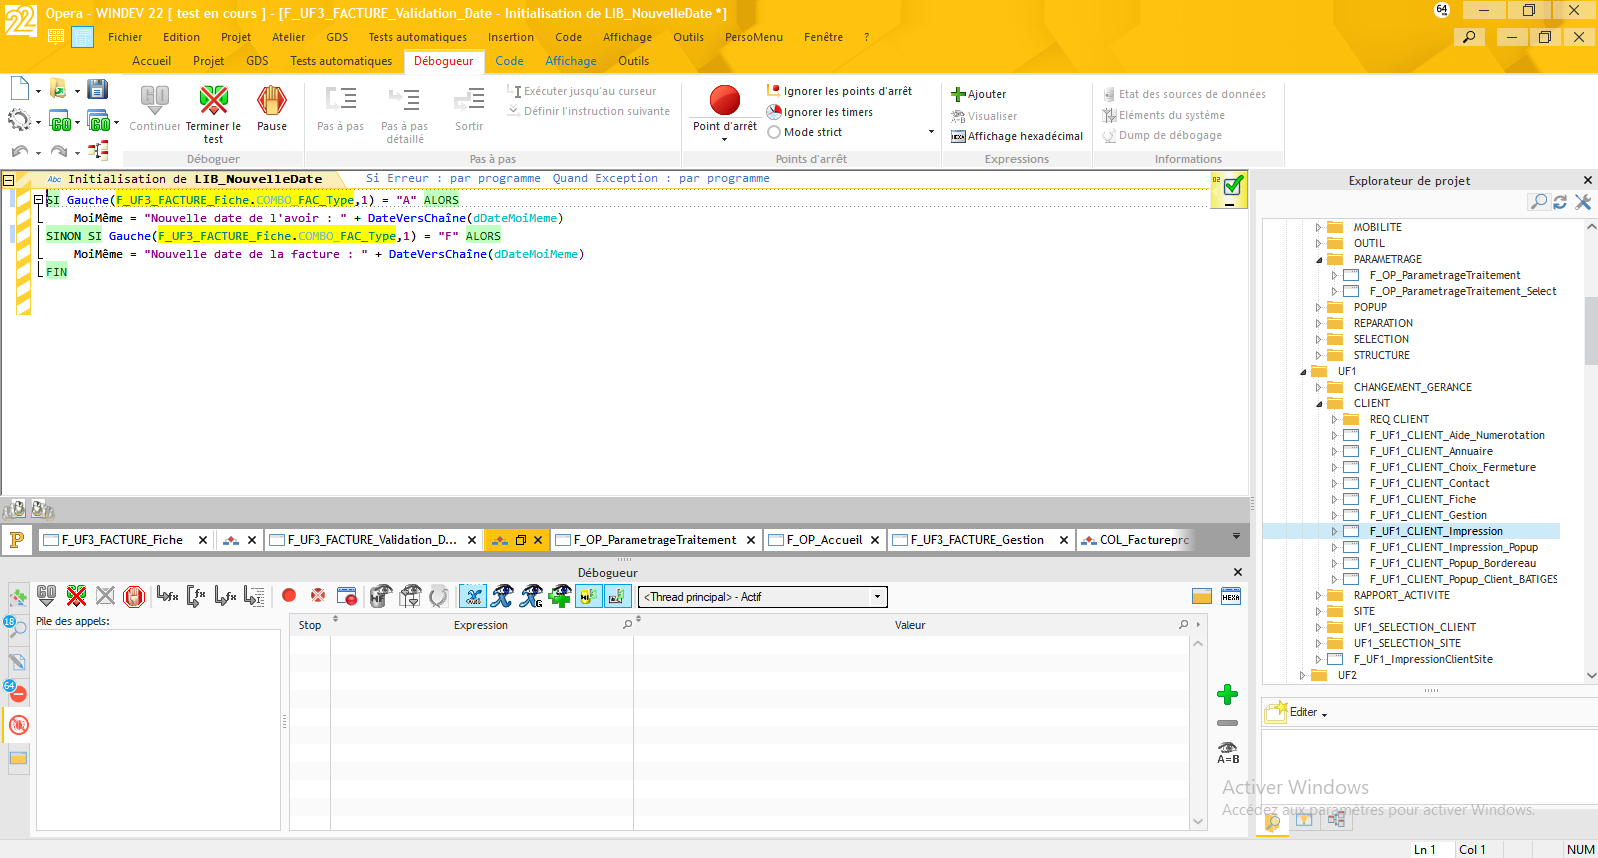 22 Opera - WINDEV 22 [ test en cours ] - [F_UF3_FACTURE_Validation_Date - Initialisation de LIB_NouvelleDate *]
64
Fichier Edition Projet Atelier GDS Tests automatiques Insertion Code Affichage Outils PersoMenu Fenêtre ?
Accueil Projet GDS Tests automatiques Débogueur Code Affichage Outils
GO Continuer
Terminer le test
Pause
Déboguer
Pas à pas
Pas à pas détaillé
Sortir
Exécuter jusqu'au curseur
Définir l'instruction suivante
Pas à pas
Point d'arrêt
Ignorer les points d'arrêt
Ignorer les timers
Mode strict
Points d'arrêt
Ajouter
Visualiser
Affichage hexadécimal
Expressions
Etat des sources de données
Eléments du système
Dump de débogage
Informations
Abc Initialisation de LIB_NouvelleDate Si Erreur : par programme Quand Exception : par programme
SI Gauche(F_UF3_FACTURE_Fiche.COMBO_FAC_Type,1) = "A" ALORS
MoiMême = "Nouvelle date de l'avoir : " + DateVersChaîne(dDateMoiMeme)
SINON SI Gauche(F_UF3_FACTURE_Fiche.COMBO_FAC_Type,1) = "F" ALORS
MoiMême = "Nouvelle date de la facture : " + DateVersChaîne(dDateMoiMeme)
FIN
P F_UF3_FACTURE_Fiche F_UF3_FACTURE_Validation_D... F_OP_ParametrageTraitement F_OP_Accueil F_UF3_FACTURE_Gestion COL_Facturepro
Débogueur
<Thread principal> - Actif
HEXA
Pile des appels:
Stop Expression Valeur
18
64
A=B
Explorateur de projet
MOBILITE
OUTIL
PARAMETRAGE
F_OP_ParametrageTraitement
F_OP_ParametrageTraitement_Select
POPUP
REPARATION
SELECTION
STRUCTURE
UF1
CHANGEMENT_GERANCE
CLIENT
REQ CLIENT
F_UF1_CLIENT_Aide_Numerotation
F_UF1_CLIENT_Annuaire
F_UF1_CLIENT_Choix_Fermeture
F_UF1_CLIENT_Contact
F_UF1_CLIENT_Fiche
F_UF1_CLIENT_Gestion
F_UF1_CLIENT_Impression
F_UF1_CLIENT_Impression_Popup
F_UF1_CLIENT_Popup_Bordereau
F_UF1_CLIENT_Popup_Client_BATIGES
RAPPORT_ACTIVITE
SITE
UF1_SELECTION_CLIENT
UF1_SELECTION_SITE
F_UF1_ImpressionClientSite
UF2
Editer
Activer Windows
Accédez aux paramètres pour activer Windows.
Ln 1 Col 1 NUM